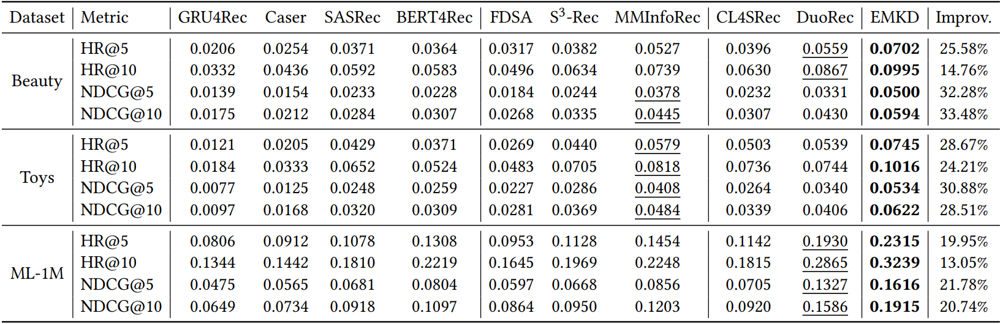 Dataset Metric GRU4Rec Caser SASRec BERT4Rec FDSA S³-Rec MMInfoRec CL4SRec DuoRec EMKD Improv.
Beauty
HR@5 0.0206 0.0254 0.0371 0.0364 0.0317 0.0382 0.0527 0.0396 0.0559 0.0702 25.58%
HR@10 0.0332 0.0436 0.0592 0.0583 0.0496 0.0634 0.0739 0.0630 0.0867 0.0995 14.76%
NDCG@5 0.0139 0.0154 0.0233 0.0228 0.0184 0.0244 0.0378 0.0232 0.0331 0.0500 32.28%
NDCG@10 0.0175 0.0212 0.0284 0.0307 0.0268 0.0335 0.0445 0.0307 0.0430 0.0594 33.48%
Toys
HR@5 0.0121 0.0205 0.0429 0.0371 0.0269 0.0440 0.0579 0.0503 0.0539 0.0745 28.67%
HR@10 0.0184 0.0333 0.0652 0.0524 0.0483 0.0705 0.0818 0.0736 0.0744 0.1016 24.21%
NDCG@5 0.0077 0.0125 0.0248 0.0259 0.0227 0.0286 0.0408 0.0264 0.0340 0.0534 30.88%
NDCG@10 0.0097 0.0168 0.0320 0.0309 0.0281 0.0369 0.0484 0.0339 0.0406 0.0622 28.51%
ML-1M
HR@5 0.0806 0.0912 0.1078 0.1308 0.0953 0.1128 0.1454 0.1142 0.1930 0.2315 19.95%
HR@10 0.1344 0.1442 0.1810 0.2219 0.1645 0.1969 0.2248 0.1815 0.2865 0.3239 13.05%
NDCG@5 0.0475 0.0565 0.0681 0.0804 0.0597 0.0668 0.0856 0.0705 0.1327 0.1616 21.78%
NDCG@10 0.0649 0.0734 0.0918 0.1097 0.0864 0.0950 0.1203 0.0920 0.1586 0.1915 20.74%